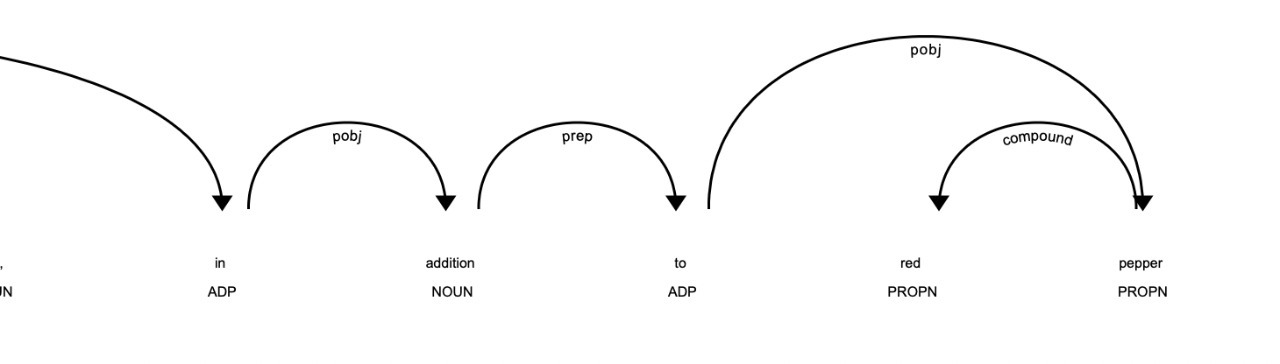 pobj
pobj prep compound
, in addition to red pepper
ADP NOUN ADP PROPN PROPN